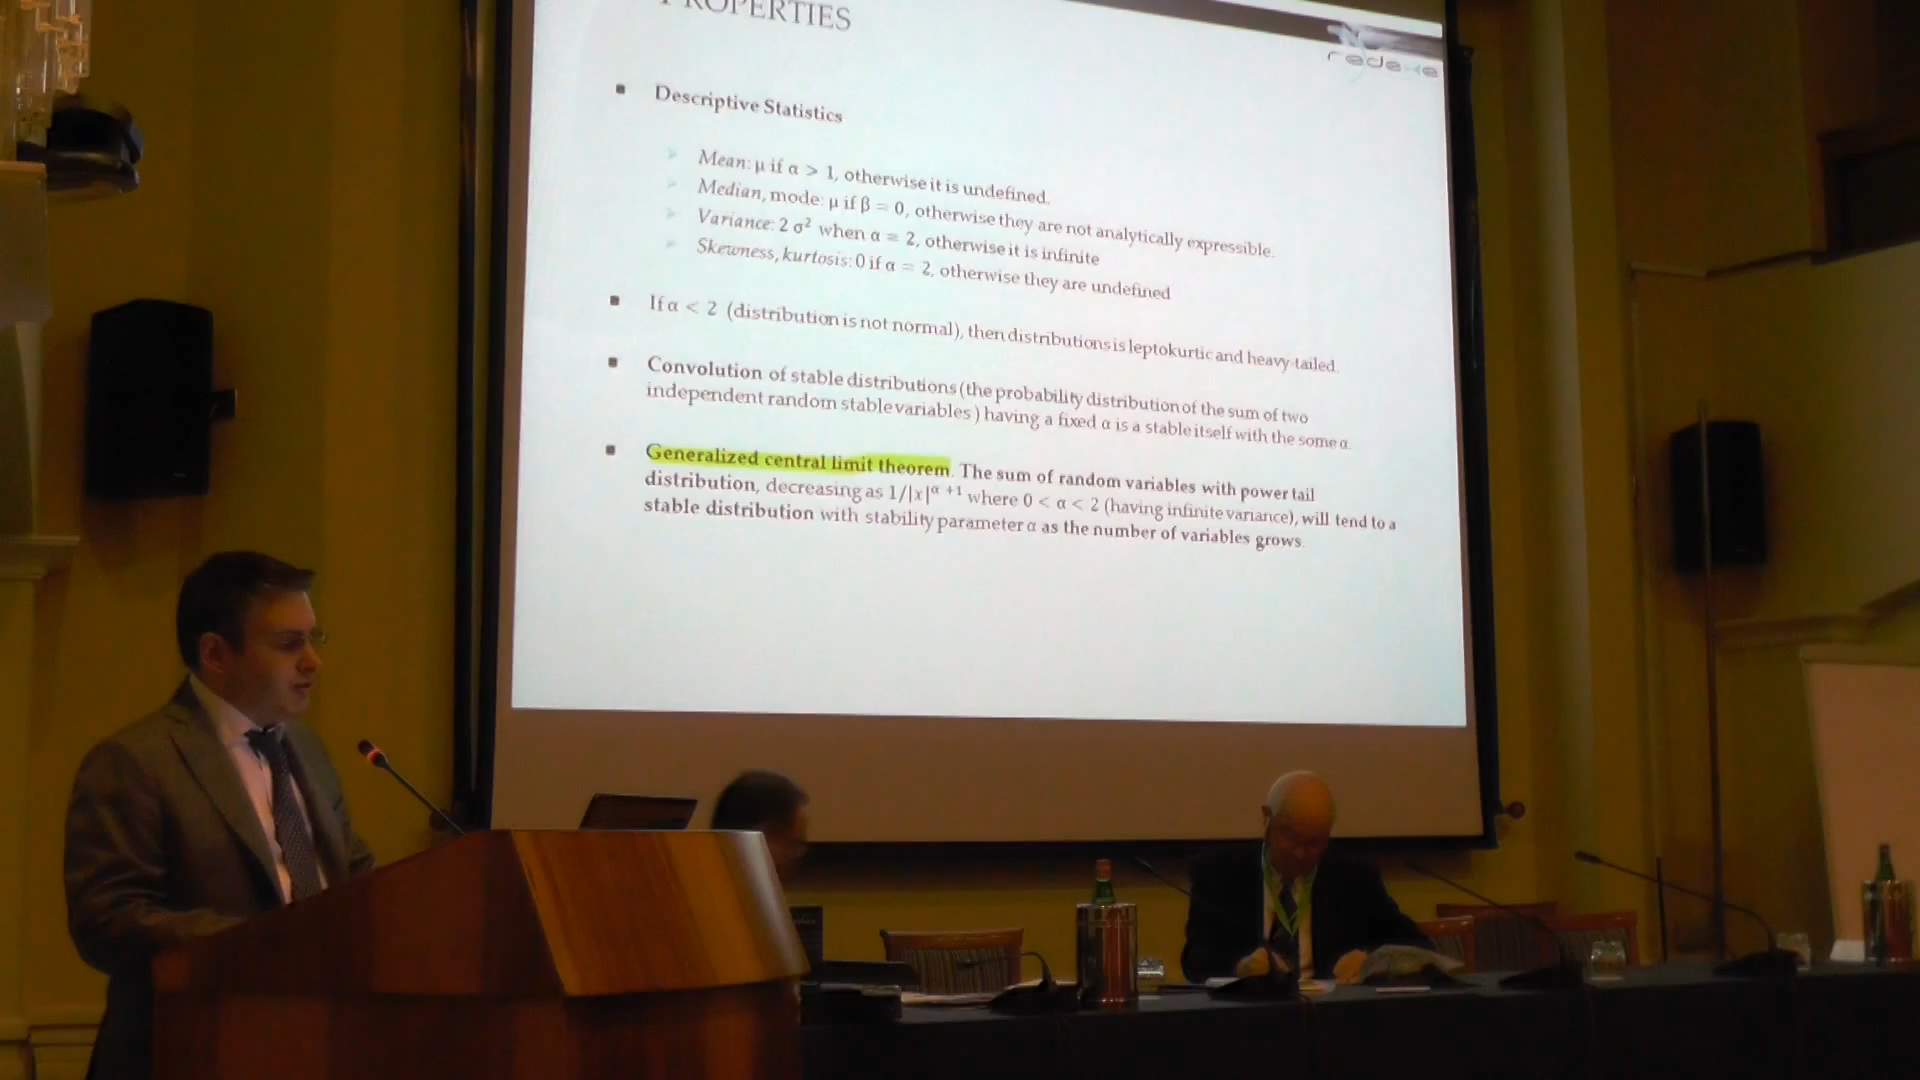 PROPERTIES
redexe
▪ Descriptive Statistics
➢ Mean: μ if α > 1, otherwise it is undefined.
➢ Median, mode: μ if β = 0, otherwise they are not analytically expressible.
➢ Variance: 2 σ² when α = 2, otherwise it is infinite
➢ Skewness, kurtosis: 0 if α = 2, otherwise they are undefined
▪ If α < 2 (distribution is not normal), then distributions is leptokurtic and heavy-tailed.
▪ Convolution of stable distributions (the probability distribution of the sum of two
independent random stable variables) having a fixed α is a stable itself with the some α.
▪ Generalized central limit theorem. The sum of random variables with power tail
distribution, decreasing as 1/|x|^(α+1) where 0 < α < 2 (having infinite variance), will tend to a
stable distribution with stability parameter α as the number of variables grows.